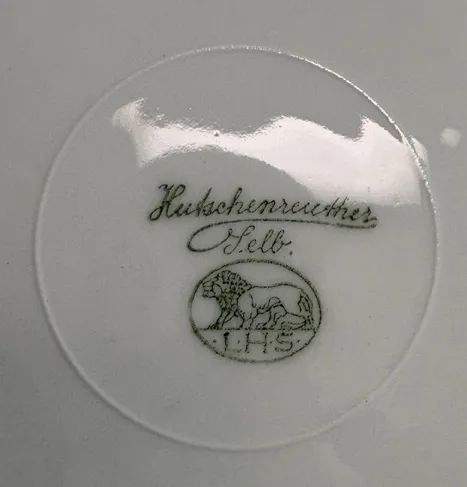 Hutschenreuther
Selb.
· L · H · S ·